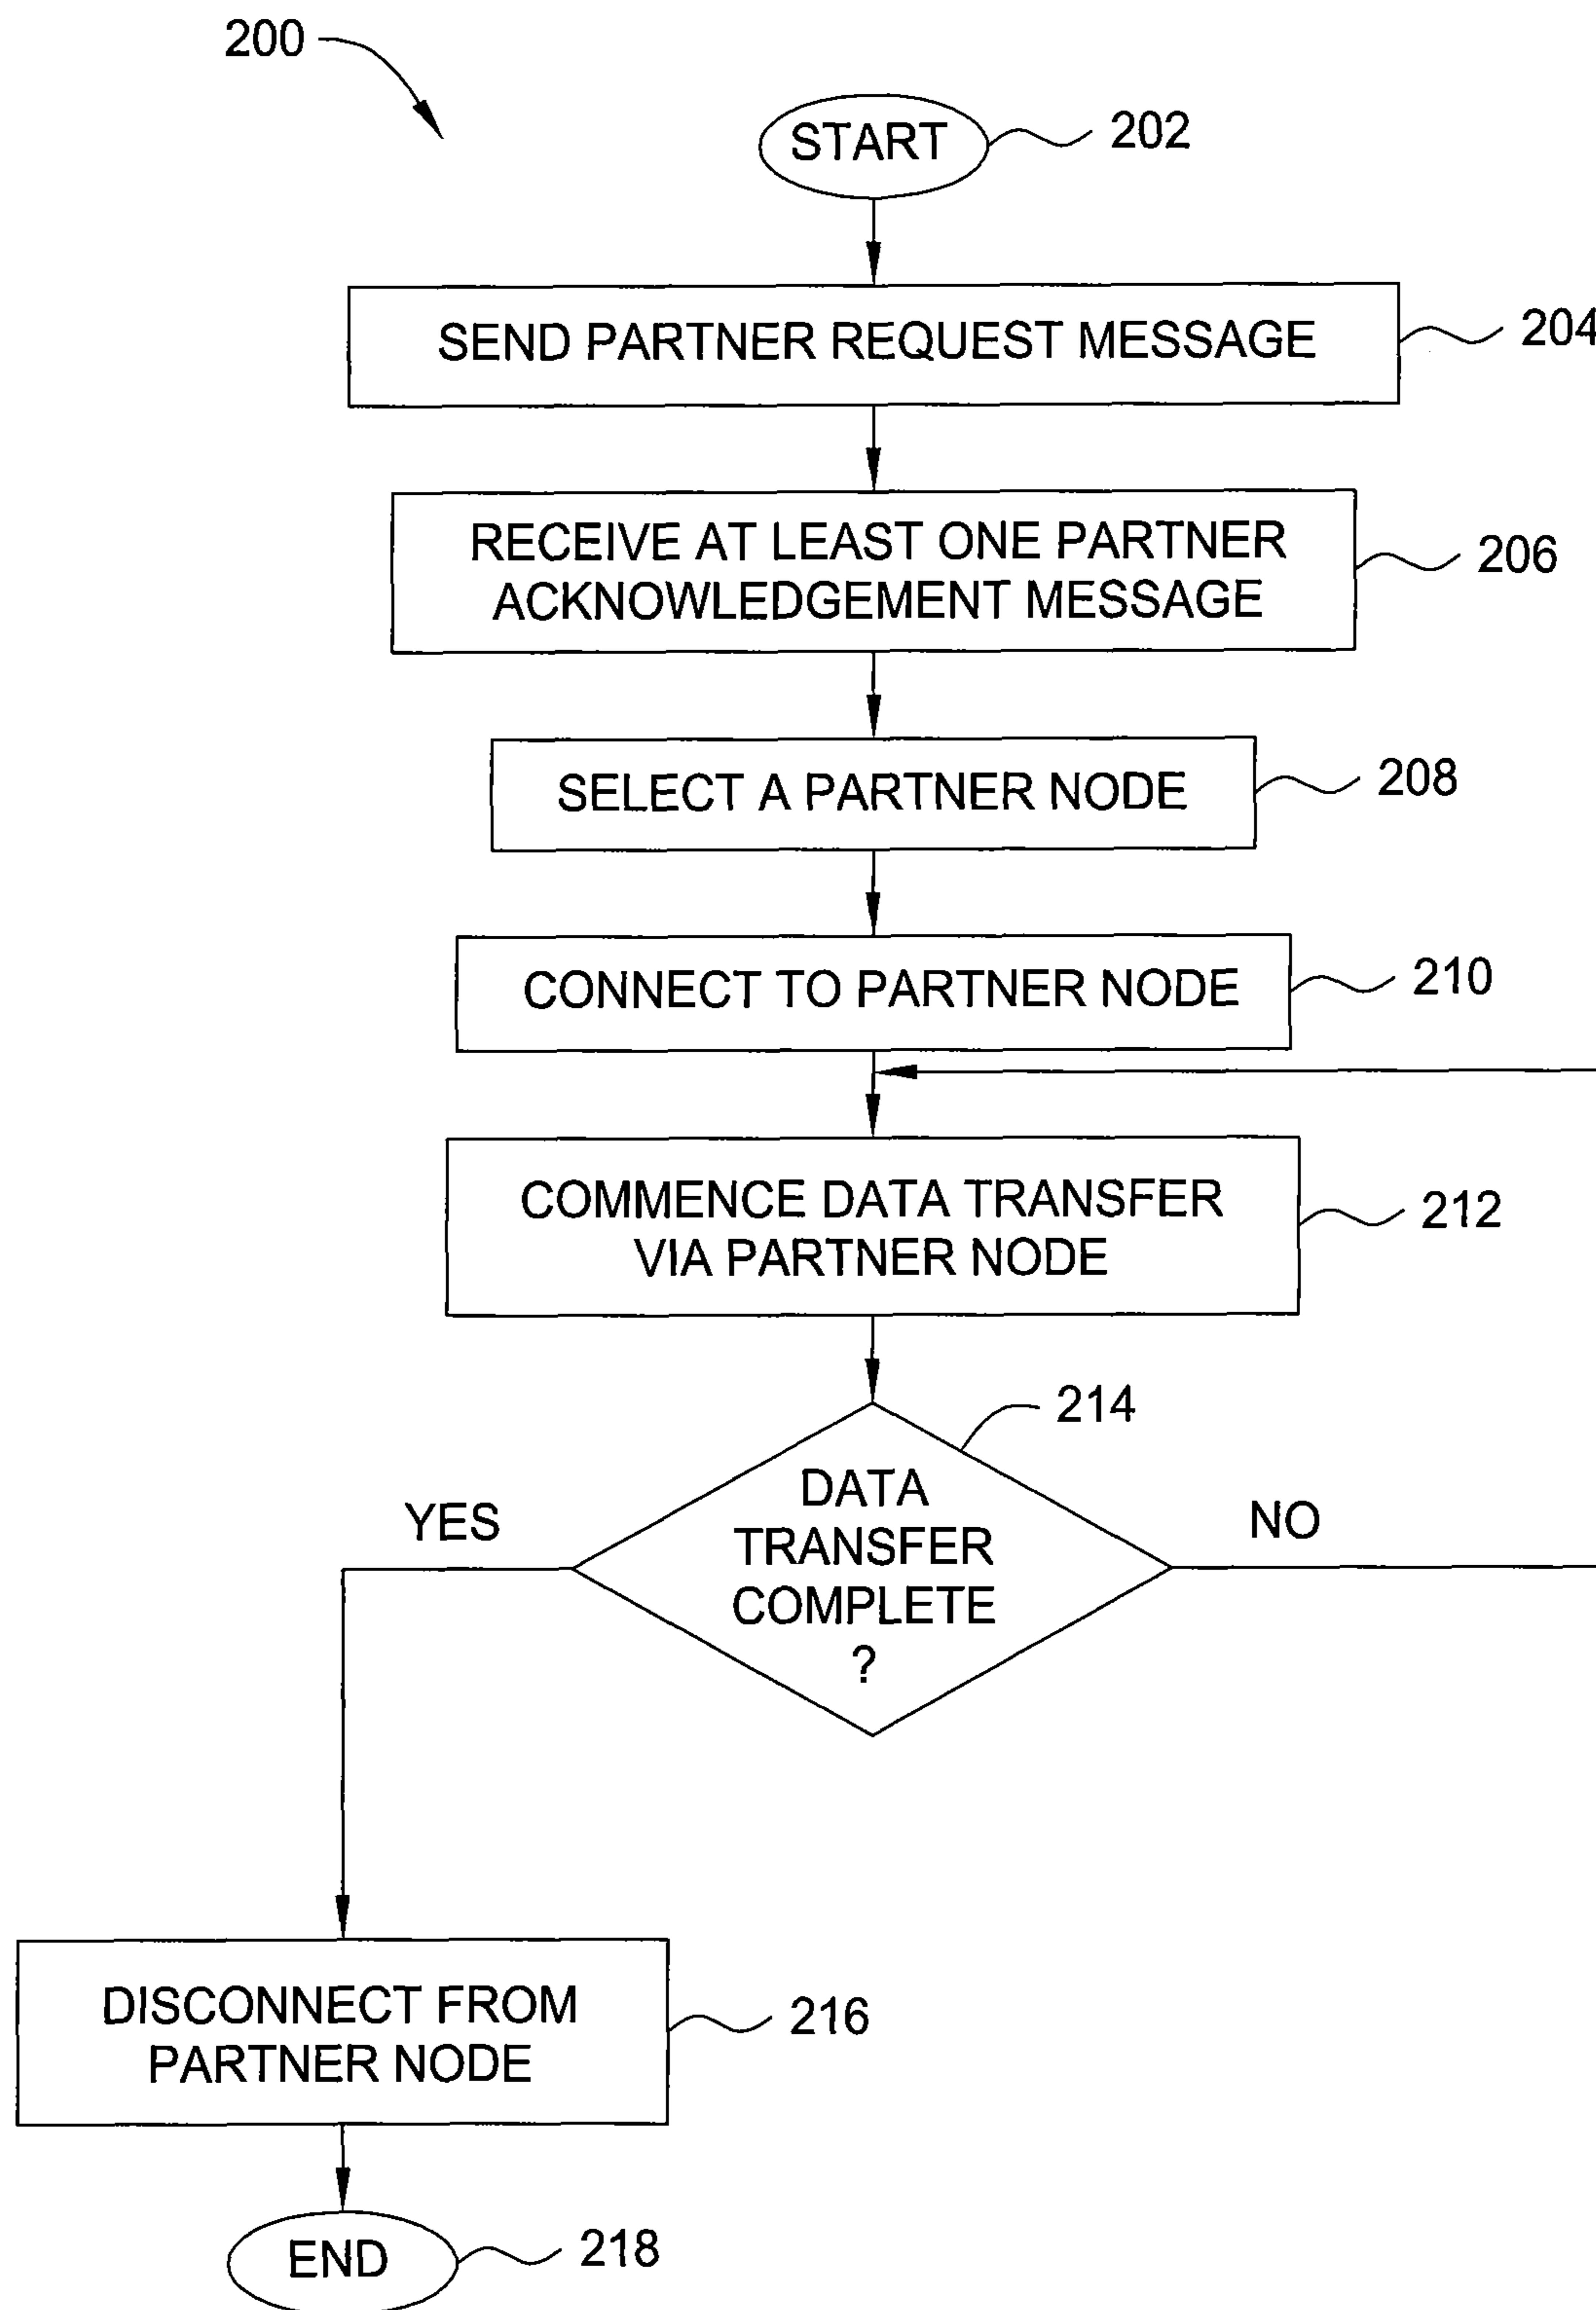 200
START
202
SEND PARTNER REQUEST MESSAGE
204
RECEIVE AT LEAST ONE PARTNER
ACKNOWLEDGEMENT MESSAGE
206
SELECT A PARTNER NODE
208
CONNECT TO PARTNER NODE
210
COMMENCE DATA TRANSFER
VIA PARTNER NODE
212
214
DATA
TRANSFER
COMPLETE
?
YES
NO
DISCONNECT FROM
PARTNER NODE
216
END
218